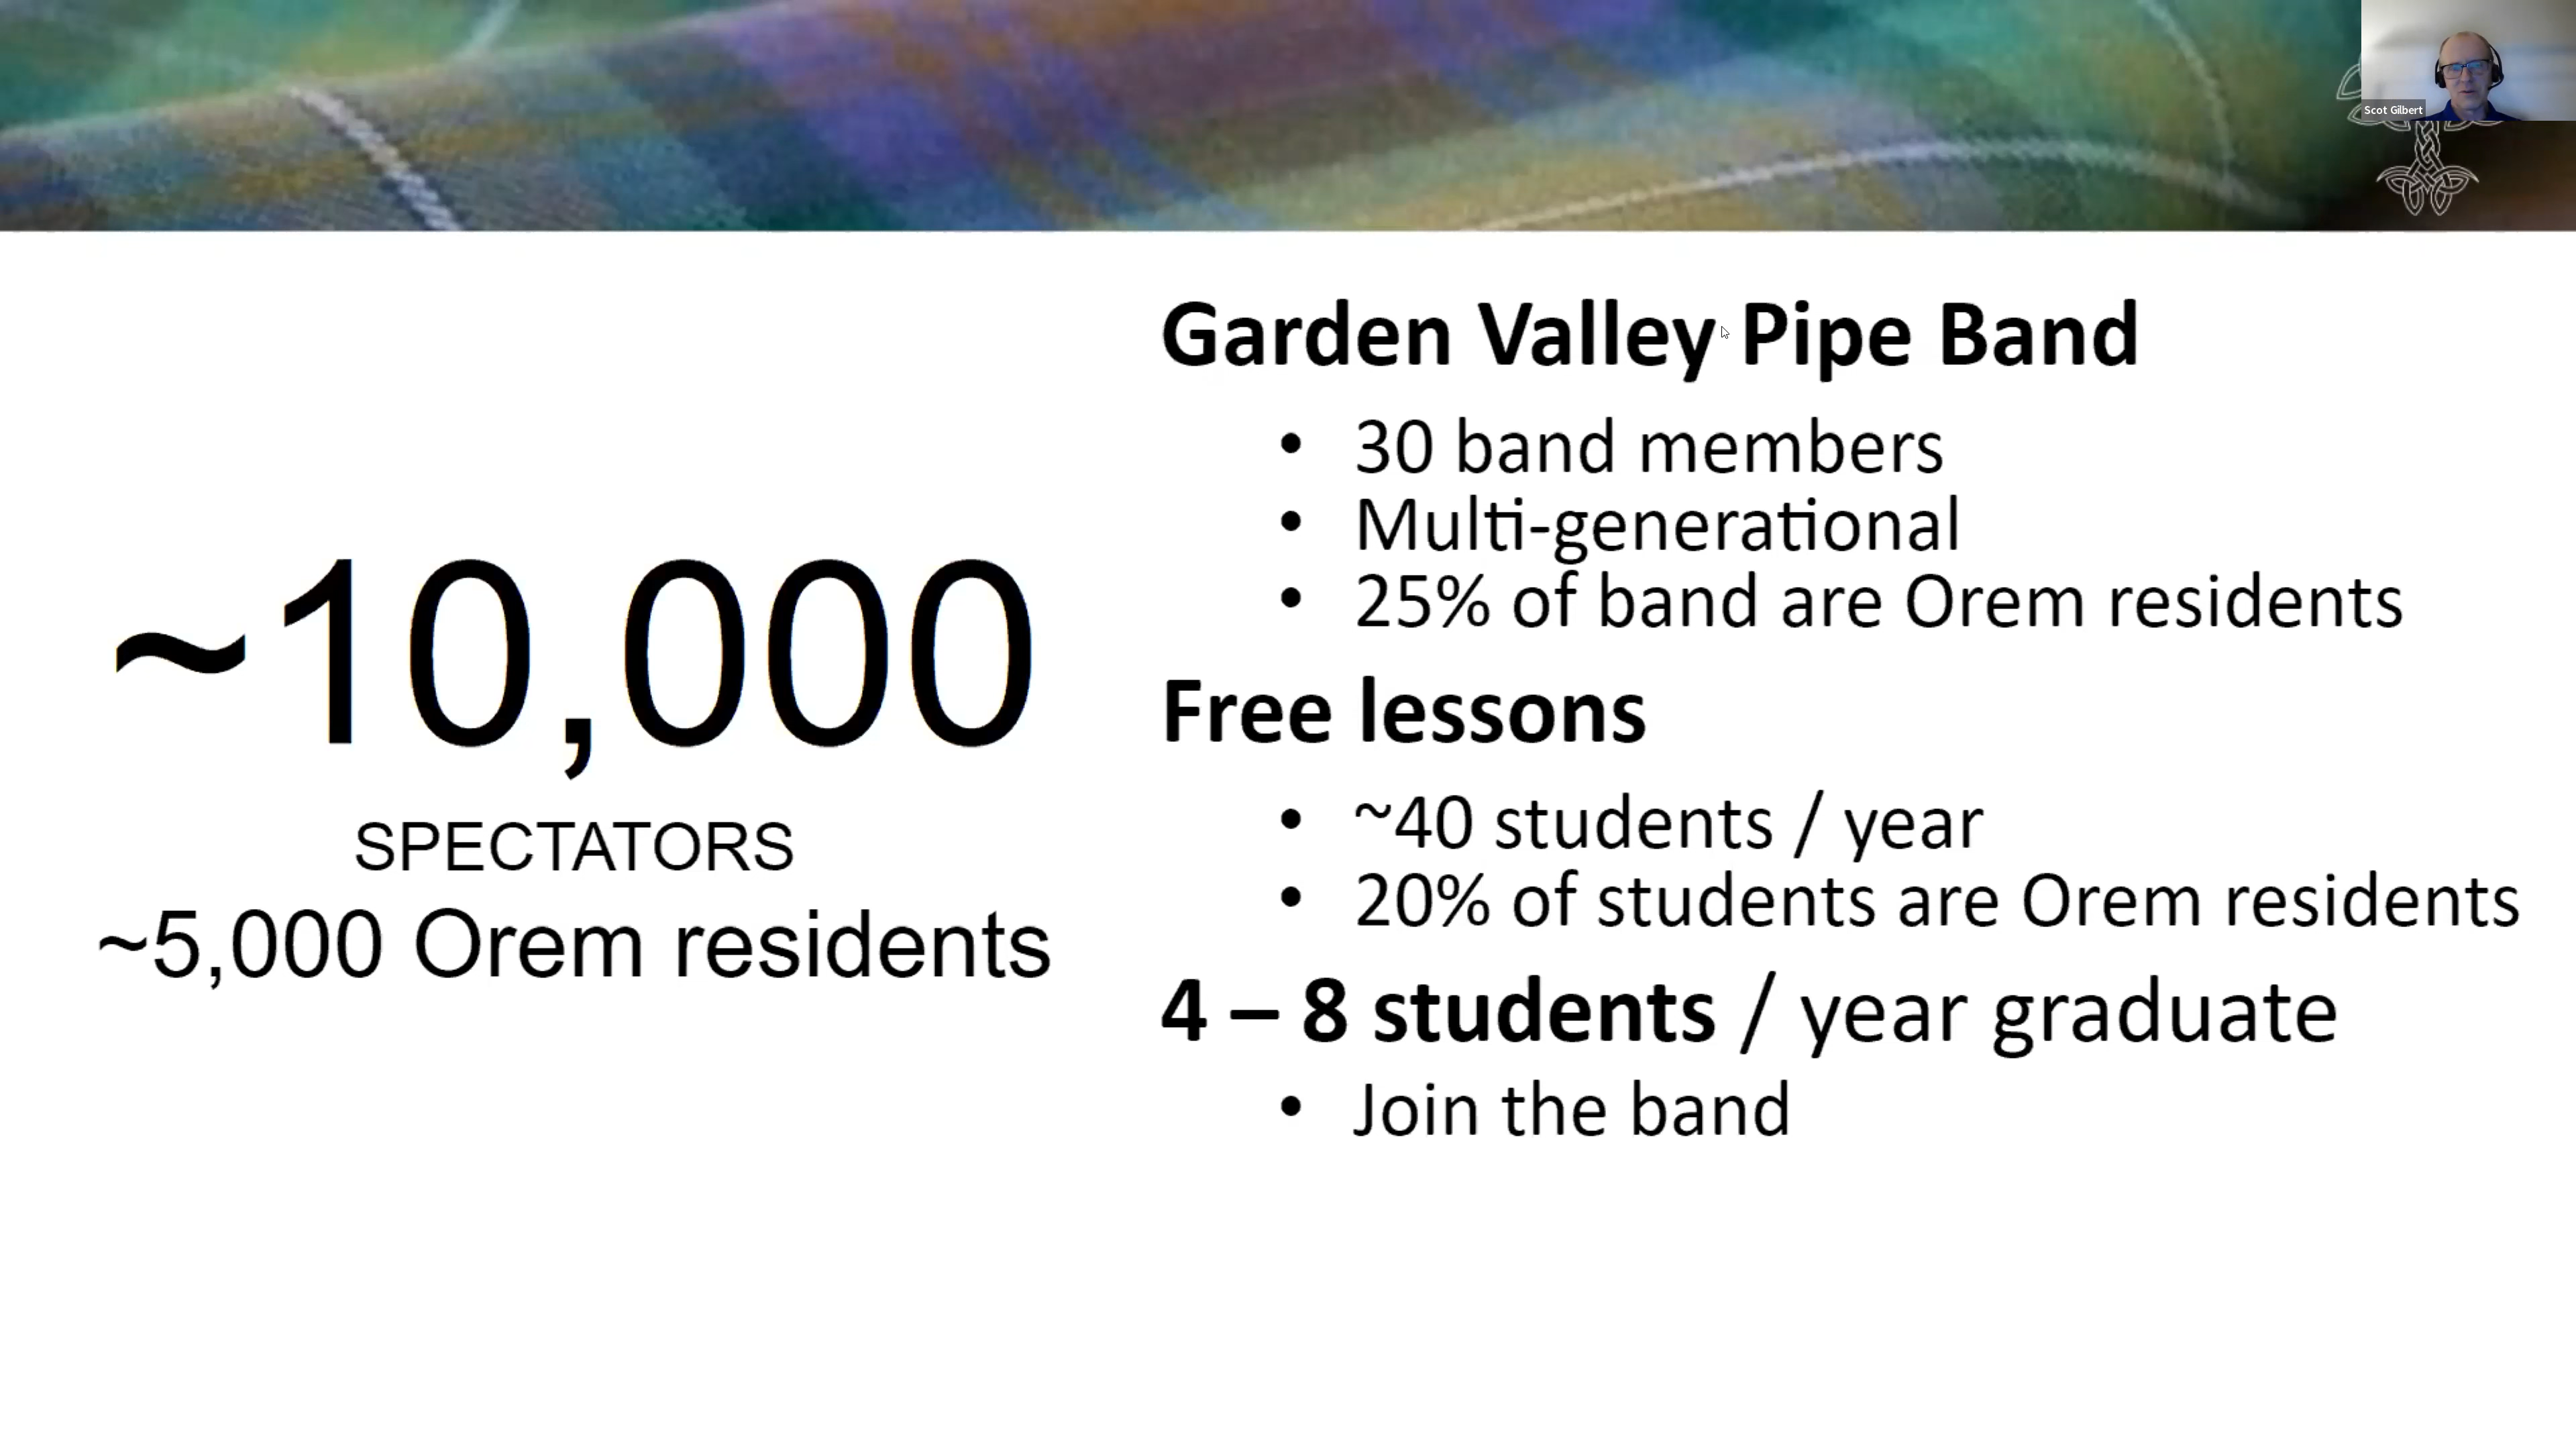 Scot Gilbert
~10,000
SPECTATORS
~5,000 Orem residents
Garden Valley Pipe Band
• 30 band members
• Multi-generational
• 25% of band are Orem residents
Free lessons
• ~40 students / year
• 20% of students are Orem residents
4 – 8 students / year graduate
• Join the band